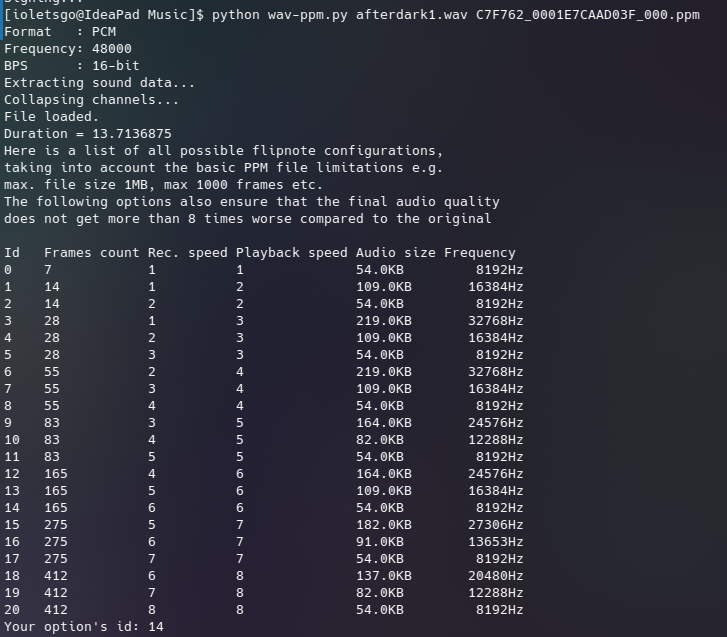 [ioletsgo@IdeaPad Music]$ python wav-ppm.py afterdark1.wav C7F762_0001E7CAAD03F_000.ppm
Format   : PCM
Frequency: 48000
BPS      : 16-bit
Extracting sound data...
Collapsing channels...
File loaded.
Duration = 13.7136875
Here is a list of all possible flipnote configurations,
taking into account the basic PPM file limitations e.g.
max. file size 1MB, max 1000 frames etc.
The following options also ensure that the final audio quality
does not get more than 8 times worse compared to the original

Id   Frames count Rec. speed Playback speed Audio size Frequency
0    7            1          1              54.0KB         8192Hz
1    14           1          2              109.0KB       16384Hz
2    14           2          2              54.0KB         8192Hz
3    28           1          3              219.0KB       32768Hz
4    28           2          3              109.0KB       16384Hz
5    28           3          3              54.0KB         8192Hz
6    55           2          4              219.0KB       32768Hz
7    55           3          4              109.0KB       16384Hz
8    55           4          4              54.0KB         8192Hz
9    83           3          5              164.0KB       24576Hz
10   83           4          5              82.0KB        12288Hz
11   83           5          5              54.0KB         8192Hz
12   165          4          6              164.0KB       24576Hz
13   165          5          6              109.0KB       16384Hz
14   165          6          6              54.0KB         8192Hz
15   275          5          7              182.0KB       27306Hz
16   275          6          7              91.0KB        13653Hz
17   275          7          7              54.0KB         8192Hz
18   412          6          8              137.0KB       20480Hz
19   412          7          8              82.0KB        12288Hz
20   412          8          8              54.0KB         8192Hz
Your option's id: 14